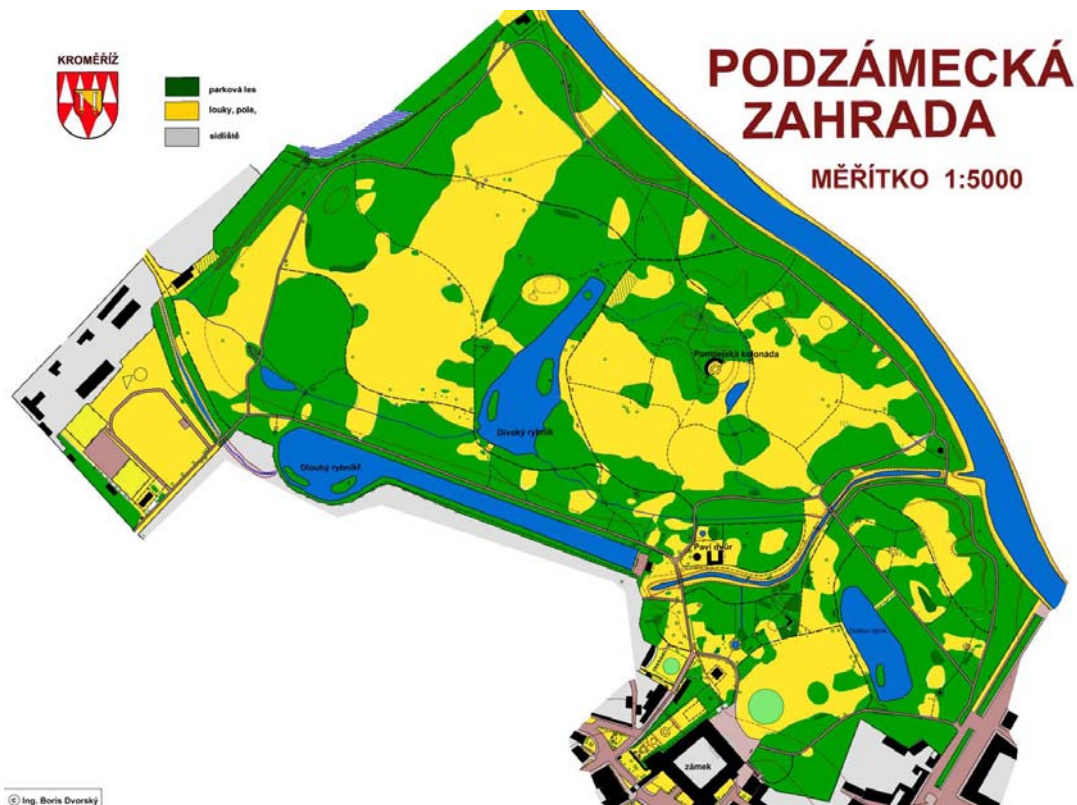 KROMĚŘÍŽ
parková les
louky, pole,
sídliště
PODZÁMECKÁ
ZAHRADA
MĚŘÍTKO 1:5000
Pompejská kolonáda
Divoký rybník
Dlouhý rybníkř
Paví dvůr
zámek
© Ing. Boris Dvorský